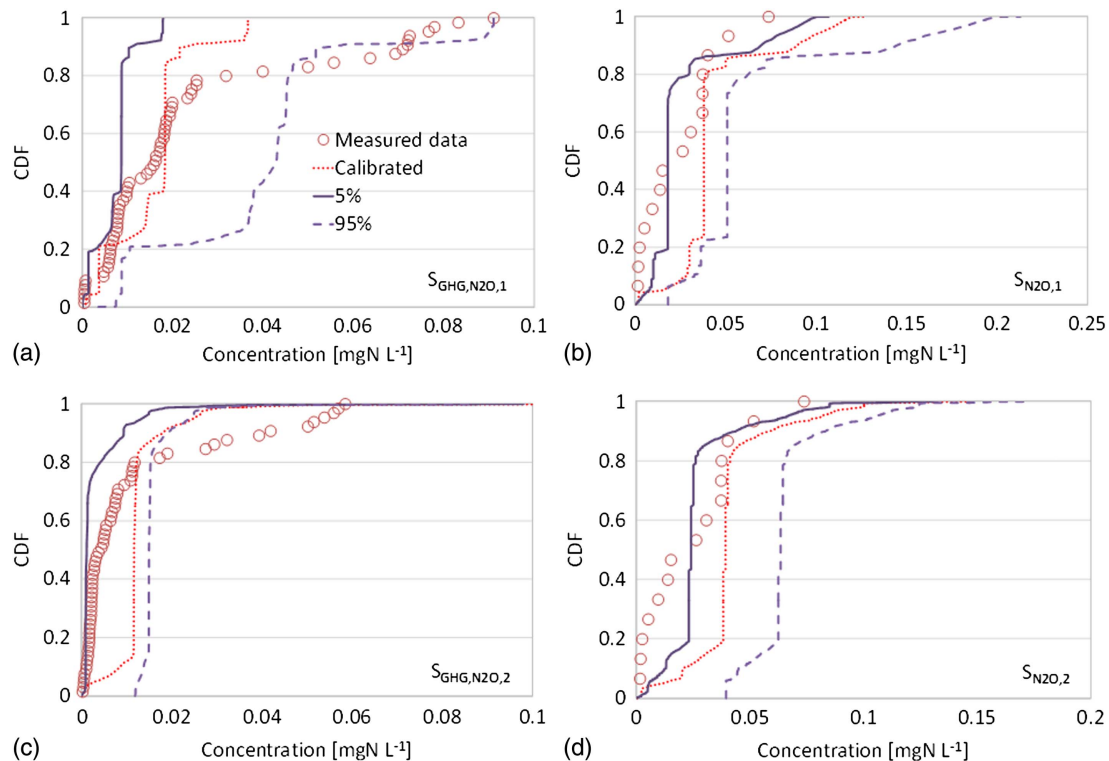 CDF
1
0.8
0.6
0.4
0.2
0
Measured data
Calibrated
5%
95%
S_GHG,N2O,1
0 0.02 0.04 0.06 0.08 0.1
(a) Concentration [mgN L⁻¹]
CDF
1
0.8
0.6
0.4
0.2
0
S_N2O,1
0 0.05 0.1 0.15 0.2 0.25
(b) Concentration [mgN L⁻¹]
CDF
1
0.8
0.6
0.4
0.2
0
S_GHG,N2O,2
0 0.02 0.04 0.06 0.08 0.1
(c) Concentration [mgN L⁻¹]
CDF
1
0.8
0.6
0.4
0.2
0
S_N2O,2
0 0.05 0.1 0.15 0.2
(d) Concentration [mgN L⁻¹]